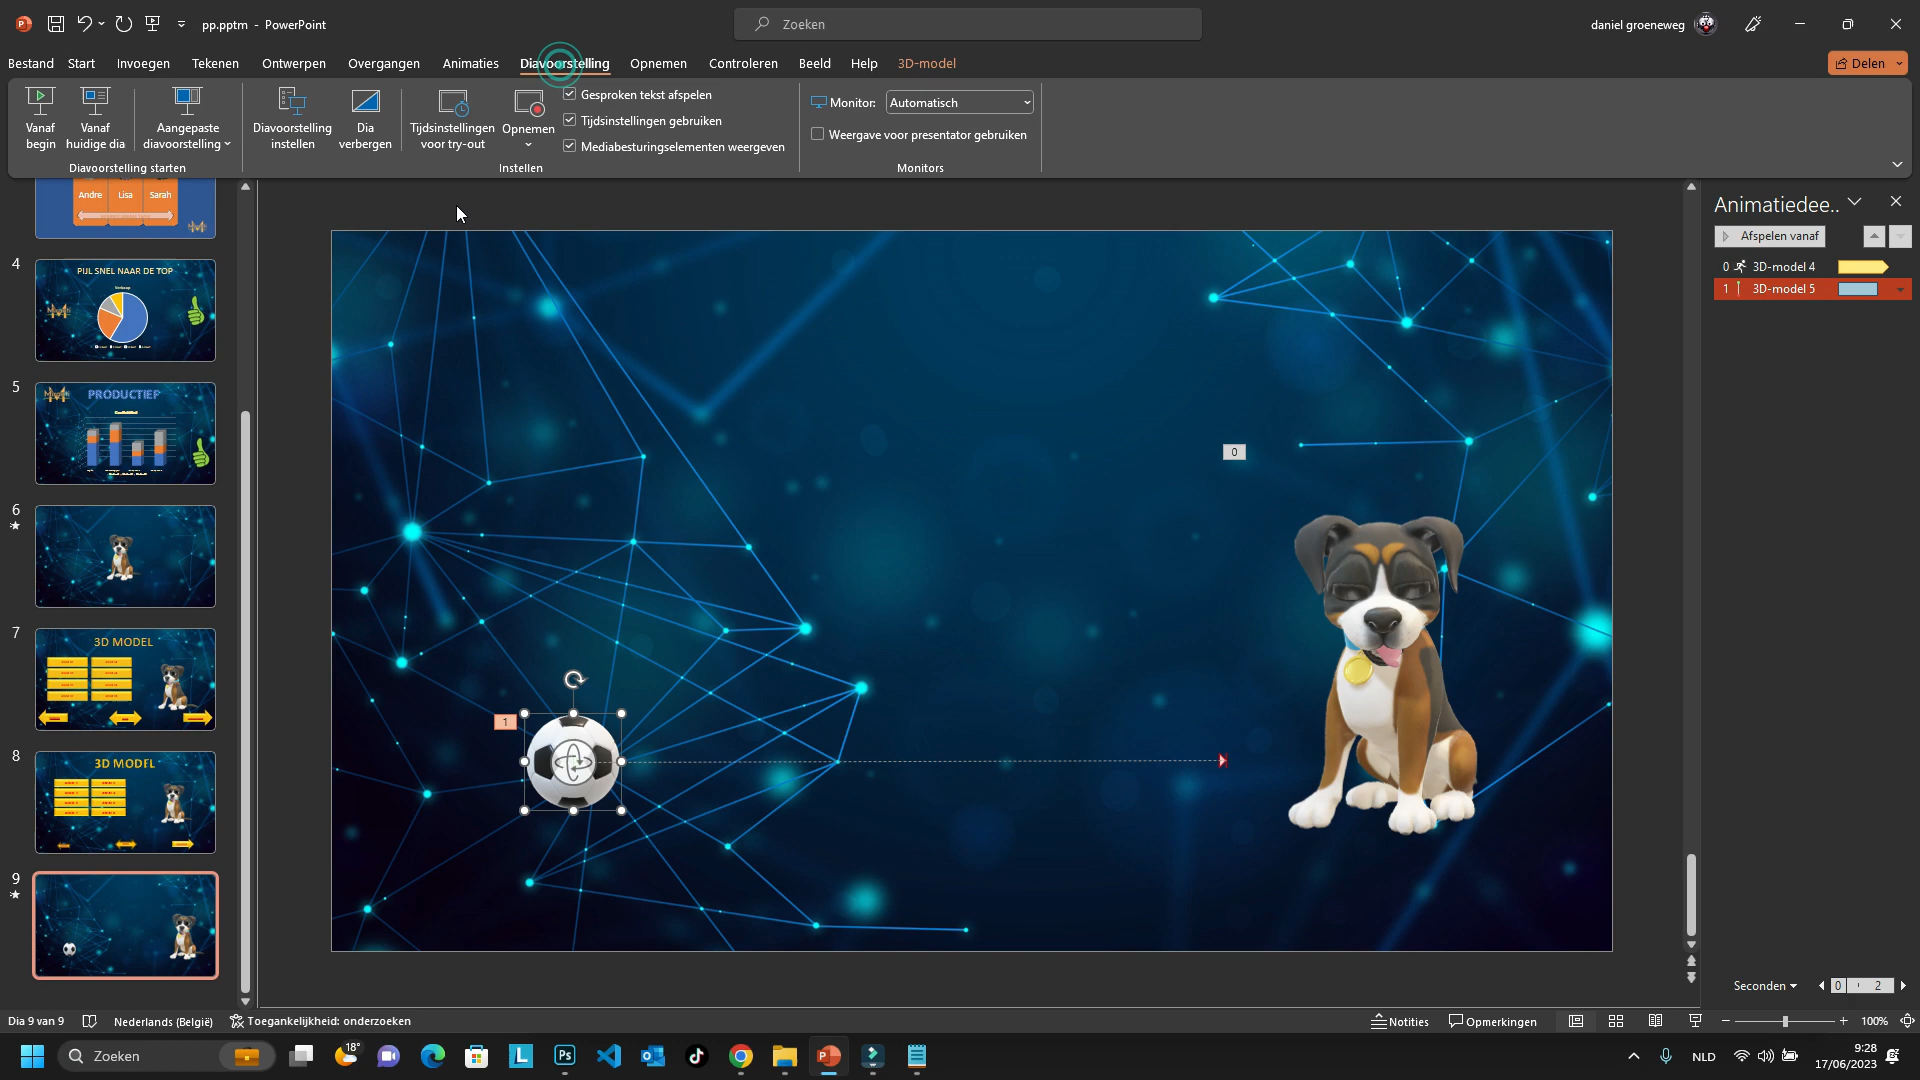 pp.pptm - PowerPoint
Zoeken
daniel groeneweg
Bestand Start Invoegen Tekenen Ontwerpen Overgangen Animaties Diavoorstelling Opnemen Controleren Beeld Help 3D-model
Delen
Vanaf begin
Vanaf huidige dia
Aangepaste diavoorstelling
Diavoorstelling starten
Diavoorstelling instellen
Dia verbergen
Tijdsinstellingen voor try-out
Opnemen
Gesproken tekst afspelen
Tijdsinstellingen gebruiken
Mediabesturingselementen weergeven
Instellen
Monitor: Automatisch
Weergave voor presentator gebruiken
Monitors
Andre Lisa Sarah
4
PIJL SNEL NAAR DE TOP
Verkoop
5
PRODUCTIEF
6
7
3D MODEL
8
3D MODEL
9
0
1
Animatiedee..
Afspelen vanaf
0 3D-model 4
1 3D-model 5
Seconden 0 2
Dia 9 van 9
Nederlands (België)
Toegankelijkheid: onderzoeken
Notities
Opmerkingen
100%
Zoeken
18°
L
Ps
NLD
9:28
17/06/2023